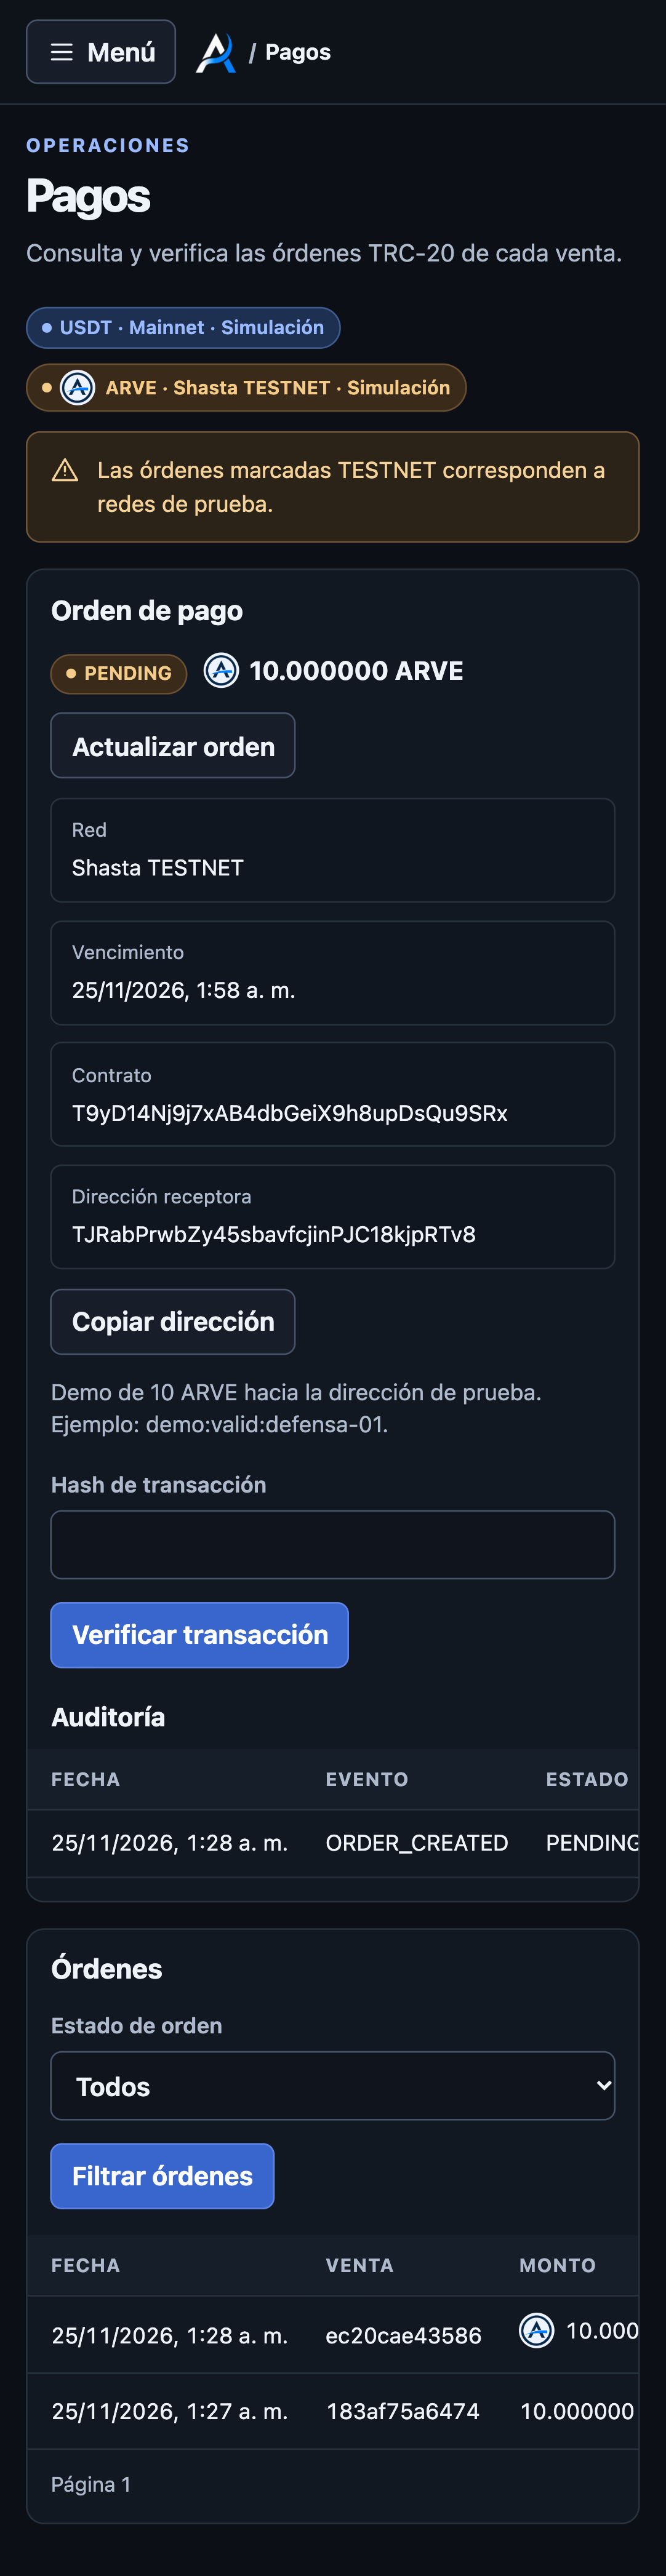 Menú
/ Pagos
OPERACIONES
Pagos
Consulta y verifica las órdenes TRC-20 de cada venta.
USDT · Mainnet · Simulación
ARVE · Shasta TESTNET · Simulación
Las órdenes marcadas TESTNET corresponden a
redes de prueba.
Orden de pago
PENDING 10.000000 ARVE
Actualizar orden
Red
Shasta TESTNET
Vencimiento
25/11/2026, 1:58 a. m.
Contrato
T9yD14Nj9j7xAB4dbGeiX9h8upDsQu9SRx
Dirección receptora
TJRabPrwbZy45sbavfcjinPJC18kjpRTv8
Copiar dirección
Demo de 10 ARVE hacia la dirección de prueba.
Ejemplo: demo:valid:defensa-01.
Hash de transacción
Verificar transacción
Auditoría
FECHA EVENTO ESTADO
25/11/2026, 1:28 a. m. ORDER_CREATED PENDING
Órdenes
Estado de orden
Todos
Filtrar órdenes
FECHA VENTA MONTO
25/11/2026, 1:28 a. m. ec20cae43586 10.000
25/11/2026, 1:27 a. m. 183af75a6474 10.000000
Página 1